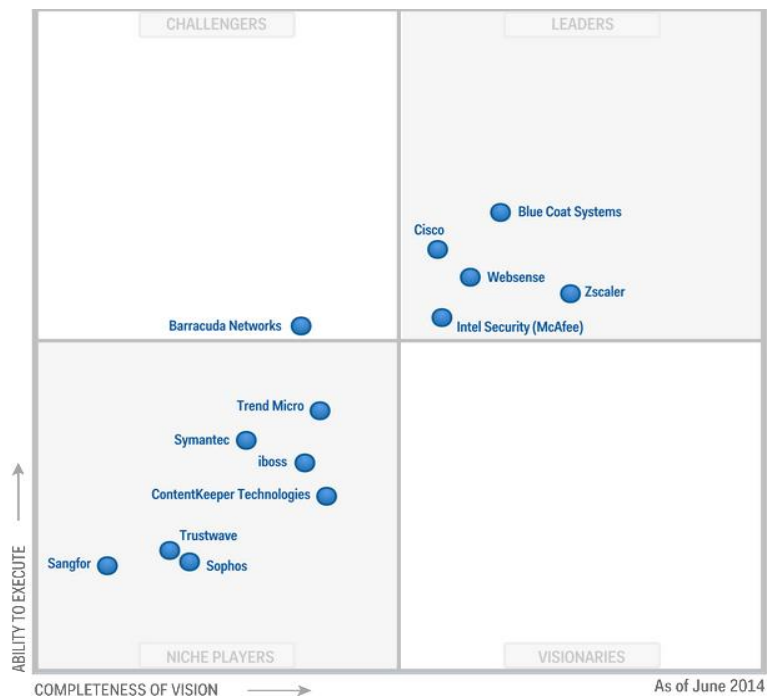 CHALLENGERS
LEADERS
Blue Coat Systems
Cisco
Websense
Zscaler
Intel Security (McAfee)
Barracuda Networks
Trend Micro
Symantec
iboss
ContentKeeper Technologies
Trustwave
Sangfor
Sophos
NICHE PLAYERS
VISIONARIES
ABILITY TO EXECUTE
COMPLETENESS OF VISION
As of June 2014